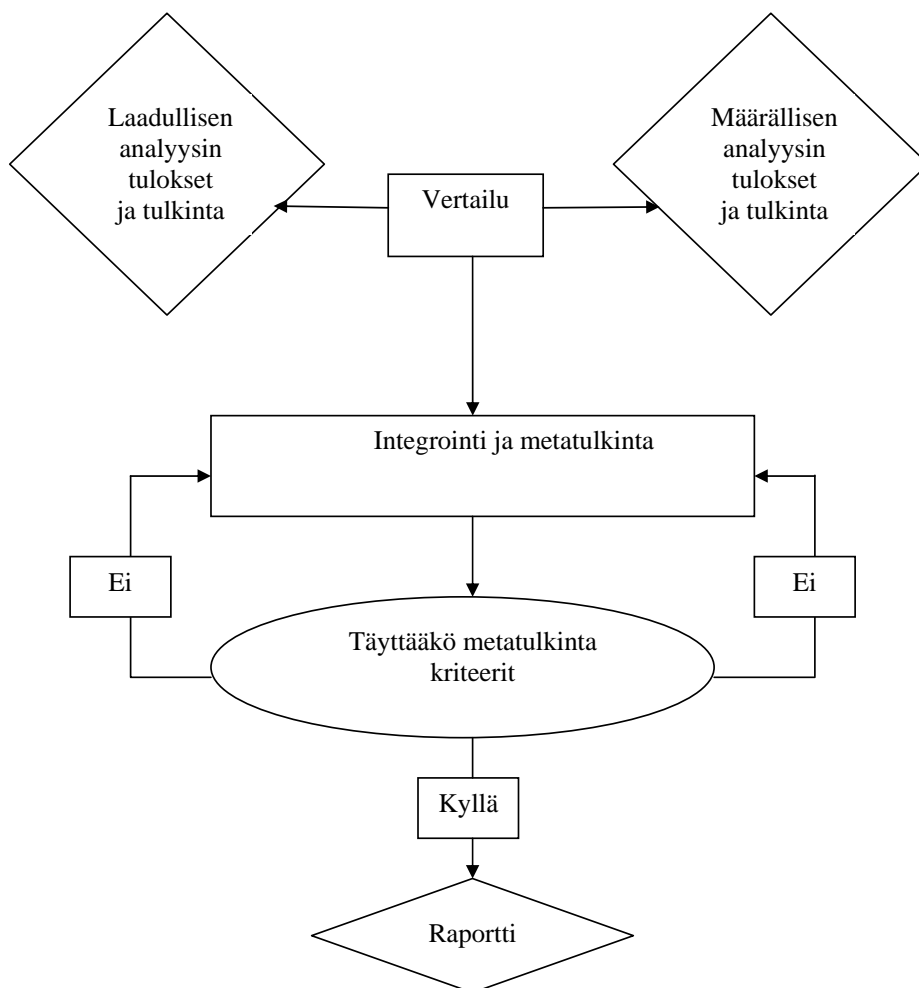 Laadullisen
analyysin
tulokset
ja tulkinta
Vertailu
Määrällisen
analyysin
tulokset
ja tulkinta
Integrointi ja metatulkinta
Ei
Ei
Täyttääkö metatulkinta
kriteerit
Kyllä
Raportti